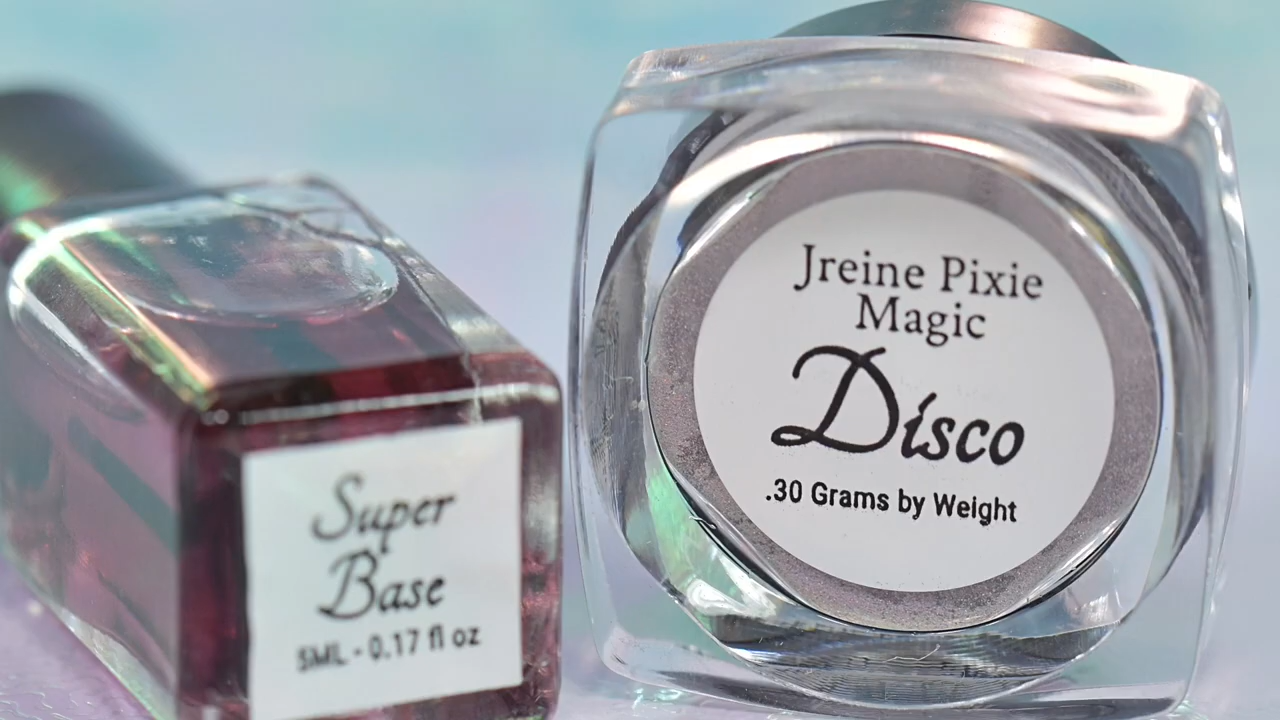 Super
Base
5ML - 0.17 fl oz
Jreine Pixie
Magic
Disco
.30 Grams by Weight